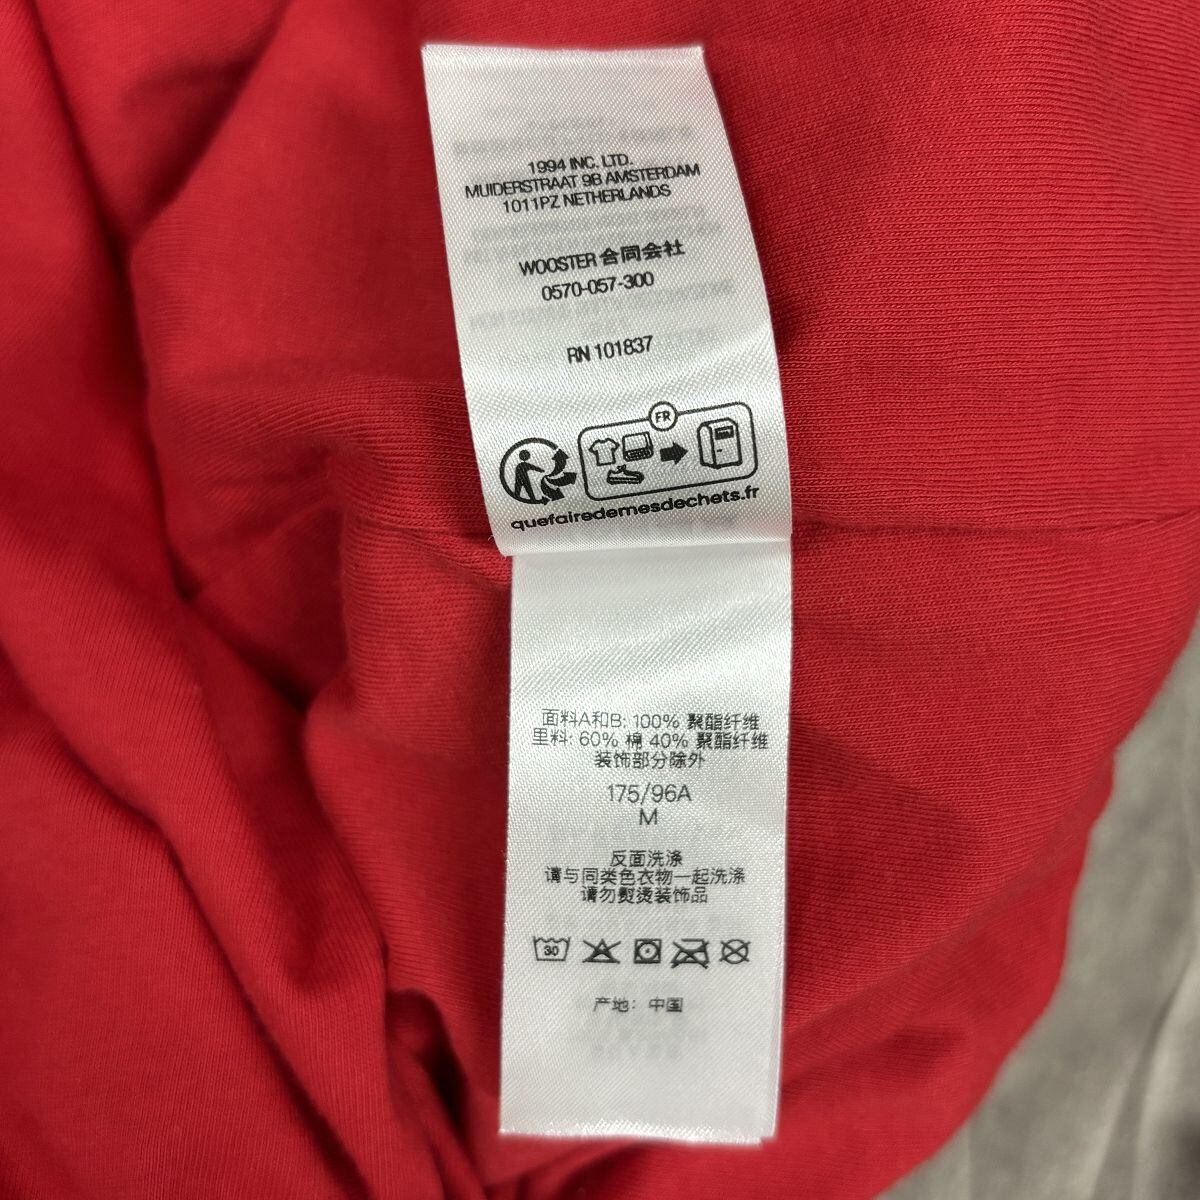 1994 INC. LTD.
MUIDERSTRAAT 9B AMSTERDAM
1011PZ NETHERLANDS
WOOSTER 合同会社
0570-057-300
RN 101837
FR
quefairedemesdechets.fr
面料A和B: 100% 聚酯纤维
里料: 60% 棉 40% 聚酯纤维
装饰部分除外
175/96A
M
反面洗涤
请与同类色衣物一起洗涤
请勿熨烫装饰品
30
产地: 中国